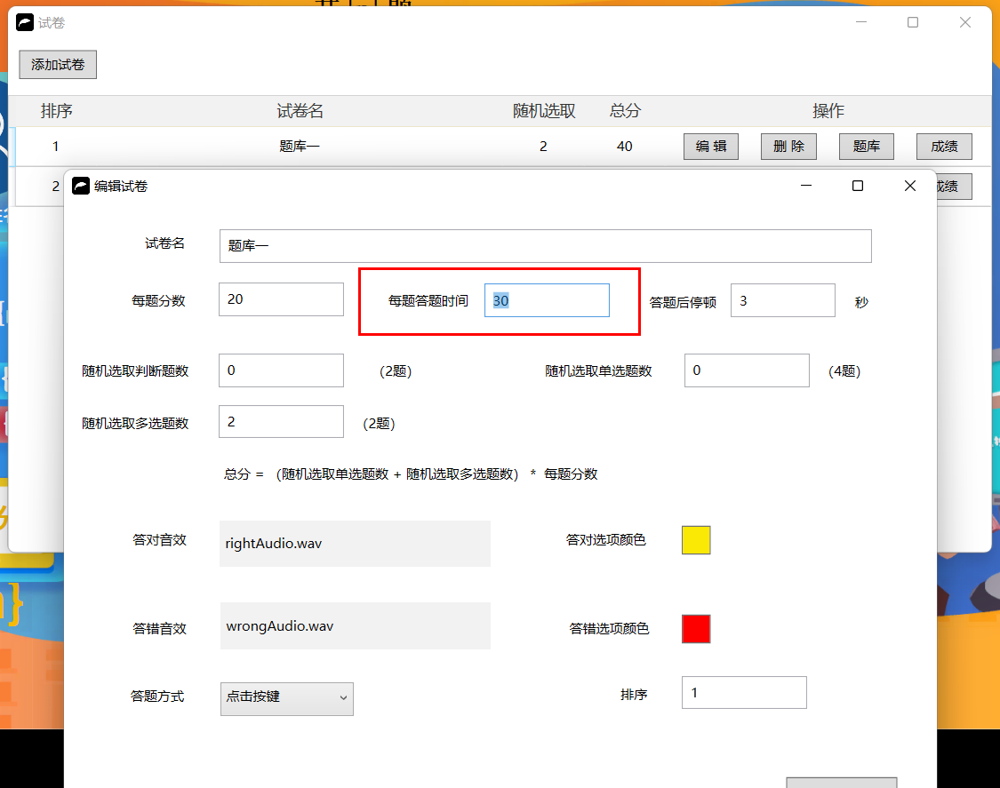 试卷
添加试卷
排序 试卷名 随机选取 总分 操作
1 题库一 2 40 编 辑 删 除 题库 成绩
2 成绩
编辑试卷
试卷名 题库一
每题分数 20 每题答题时间 30 答题后停顿 3 秒
随机选取判断题数 0 (2题) 随机选取单选题数 0 (4题)
随机选取多选题数 2 (2题)
总分 = (随机选取单选题数 + 随机选取多选题数) * 每题分数
答对音效 rightAudio.wav 答对选项颜色
答错音效 wrongAudio.wav 答错选项颜色
答题方式 点击按键 排序 1